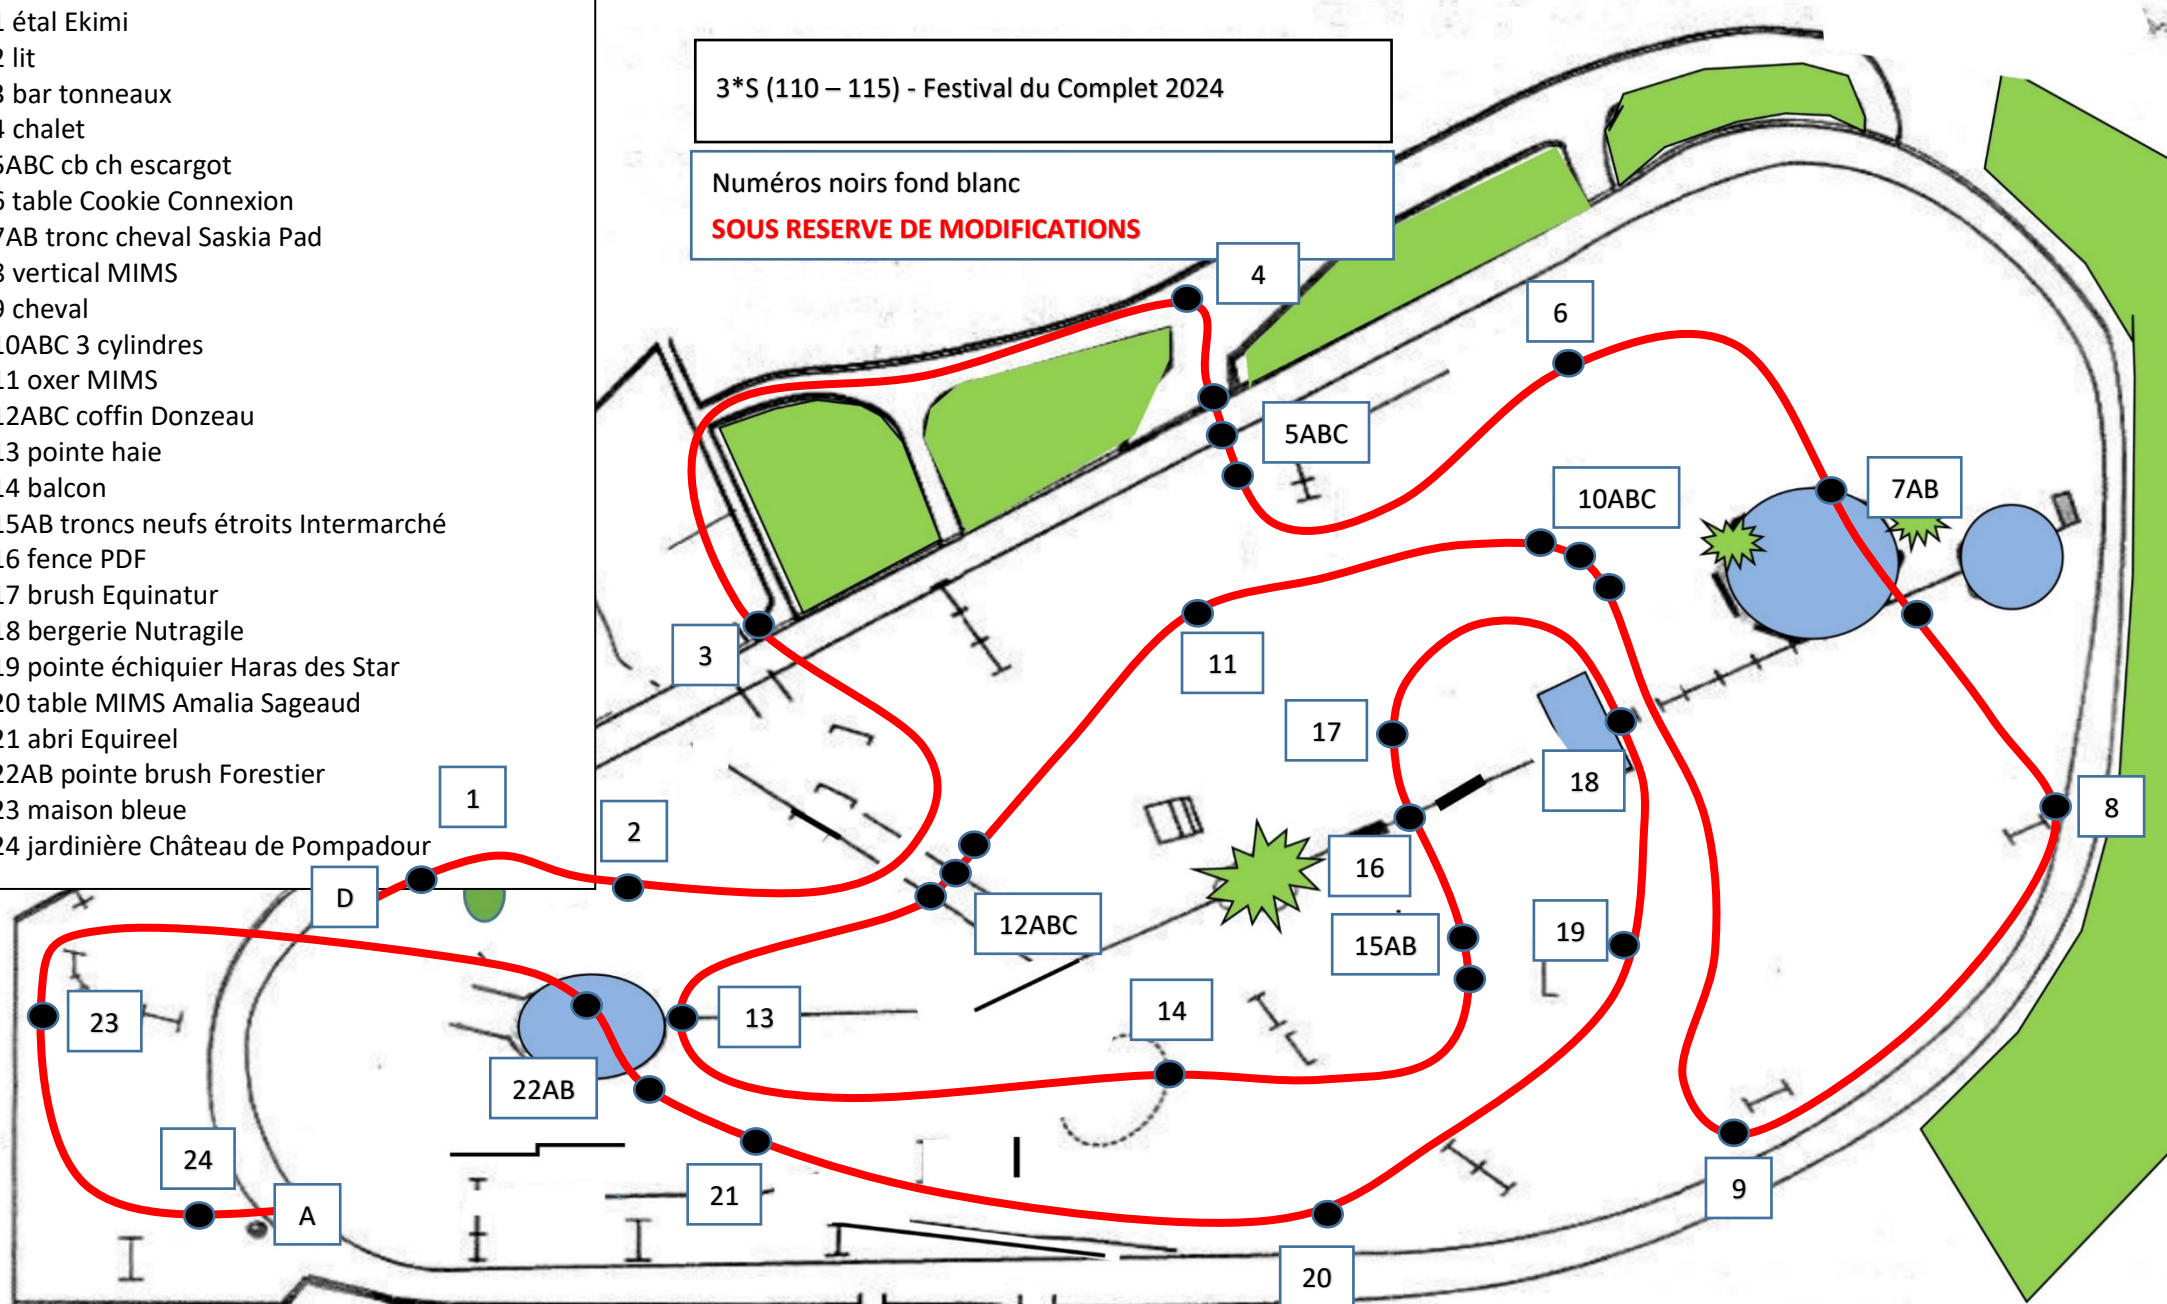 1 étal Ekimi
2 lit
3 bar tonneaux
4 chalet
5ABC cb ch escargot
6 table Cookie Connexion
7AB tronc cheval Saskia Pad
8 vertical MIMS
9 cheval
10ABC 3 cylindres
11 oxer MIMS
12ABC coffin Donzeau
13 pointe haie
14 balcon
15AB troncs neufs étroits Intermarché
16 fence PDF
17 brush Equinatur
18 bergerie Nutragile
19 pointe échiquier Haras des Star
20 table MIMS Amalia Sageaud
21 abri Equireel
22AB pointe brush Forestier
23 maison bleue
24 jardinière Château de Pompadour
3*S (110 – 115) - Festival du Complet 2024
Numéros noirs fond blanc
SOUS RESERVE DE MODIFICATIONS
4
6
5ABC
7AB
10ABC
3
11
17
1
2
18
8
16
D
12ABC
15AB
19
23
13
14
22AB
24
21
9
A
20